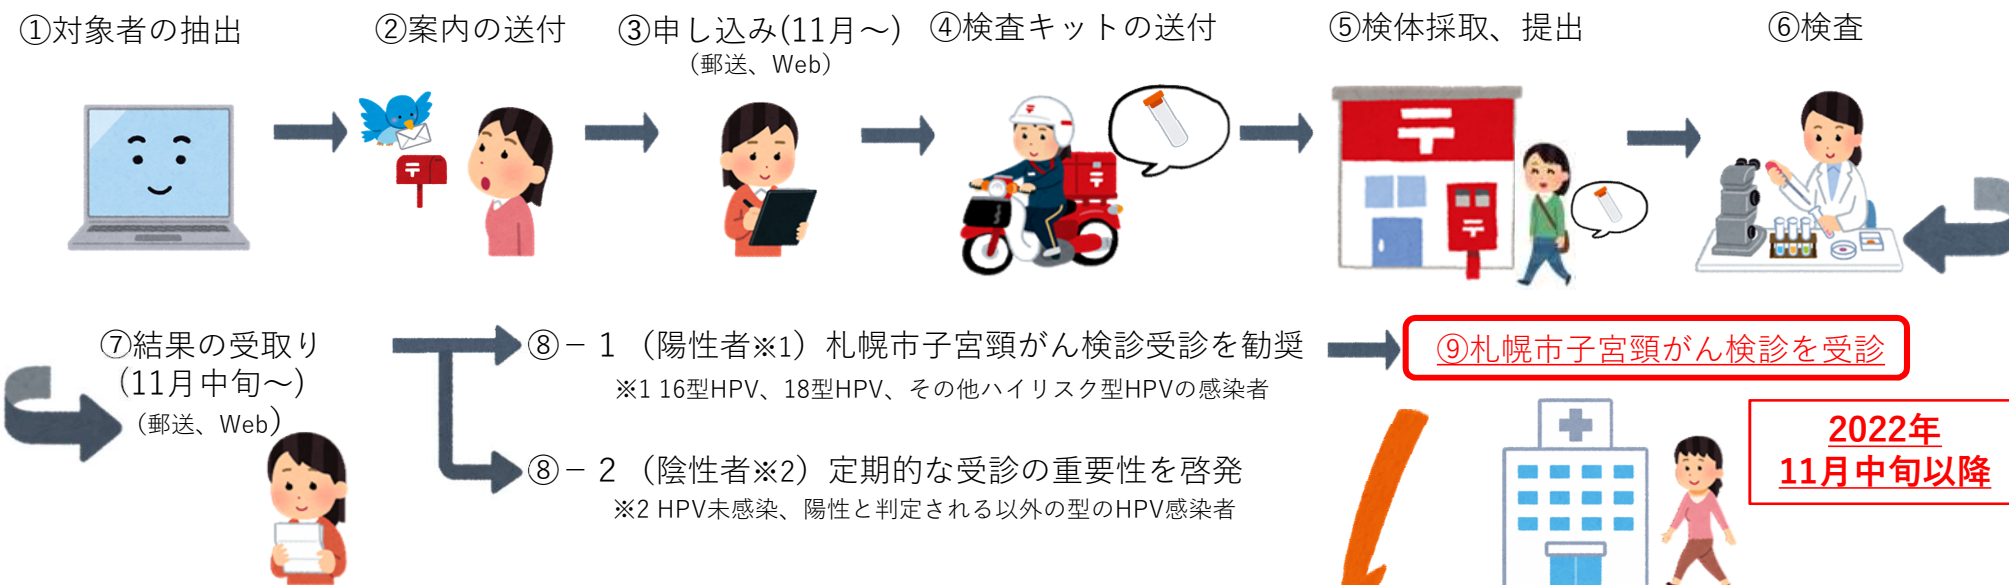 ①対象者の抽出
②案内の送付
③申し込み(11月～)
（郵送、Web）
④検査キットの送付
⑤検体採取、提出
⑥検査
⑦結果の受取り
(11月中旬～)
（郵送、Web）
⑧－１（陽性者※1）札幌市子宮頸がん検診受診を勧奨
※1 16型HPV、18型HPV、その他ハイリスク型HPVの感染者
⑧－２（陰性者※2）定期的な受診の重要性を啓発
※2 HPV未感染、陽性と判定される以外の型のHPV感染者
⑨札幌市子宮頸がん検診を受診
2022年
11月中旬以降